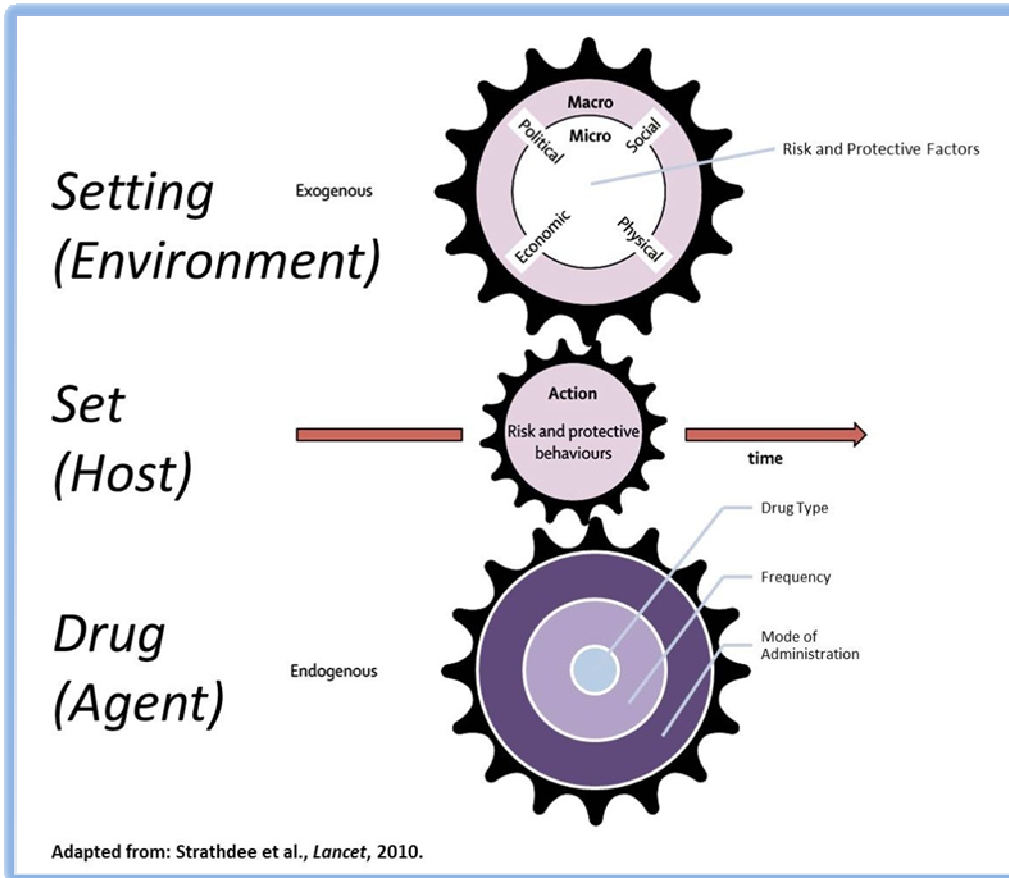 Macro
Political
Micro
Social
Risk and Protective Factors
Setting
(Environment)
Exogenous
Economic
Physical
Set
(Host)
Action
Risk and protective
behaviours
time
Drug Type
Frequency
Mode of
Administration
Drug
(Agent)
Endogenous
Adapted from: Strathdee et al., Lancet, 2010.